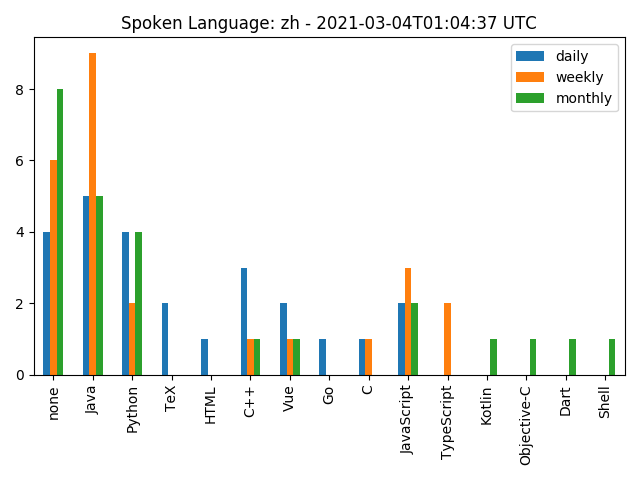 Spoken Language: zh - 2021-03-04T01:04:37 UTC
daily
weekly
monthly
8
6
4
2
0
none
Java
Python
TeX
HTML
C++
Vue
Go
C
JavaScript
TypeScript
Kotlin
Objective-C
Dart
Shell